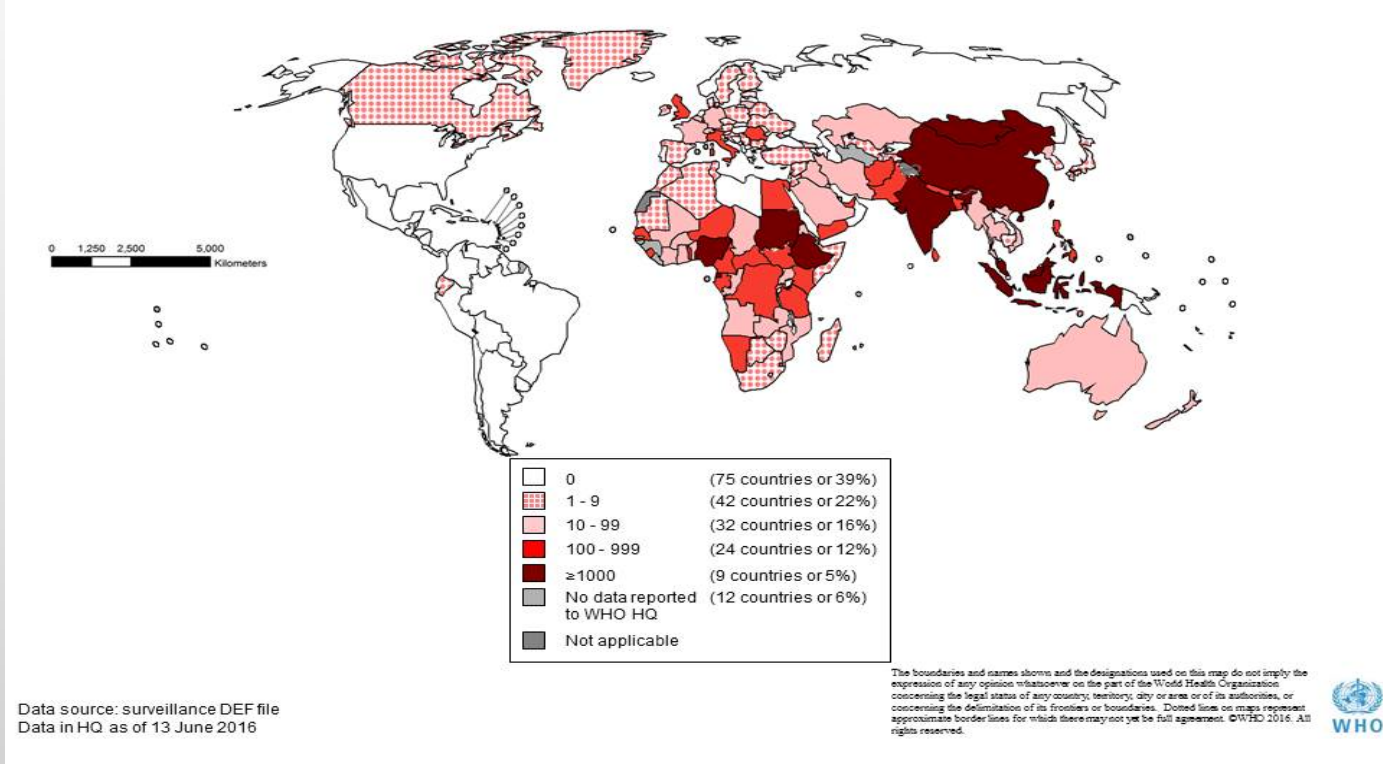 0 1,250 2,500 5,000
Kilometers
0 (75 countries or 39%)
1 - 9 (42 countries or 22%)
10 - 99 (32 countries or 16%)
100 - 999 (24 countries or 12%)
≥1000 (9 countries or 5%)
No data reported (12 countries or 6%)
to WHO HQ
Not applicable
The boundaries and names shown and the designations used on this map do not imply the
expression of any opinion whatsoever on the part of the World Health Organization
concerning the legal status of any country, territory, city or area or of its authorities, or
concerning the delimitation of its frontiers or boundaries. Dotted lines on maps represent
approximate border lines for which there may not yet be full agreement. ©WHO 2016. All
rights reserved.
Data source: surveillance DEF file
Data in HQ as of 13 June 2016
WHO